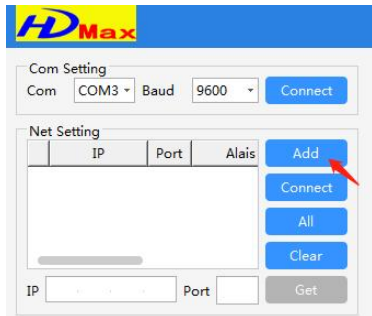 HDMax
Com Setting
Com COM3 Baud 9600 Connect
Net Setting
IP Port Alais Add
Connect
All
Clear
IP Port Get